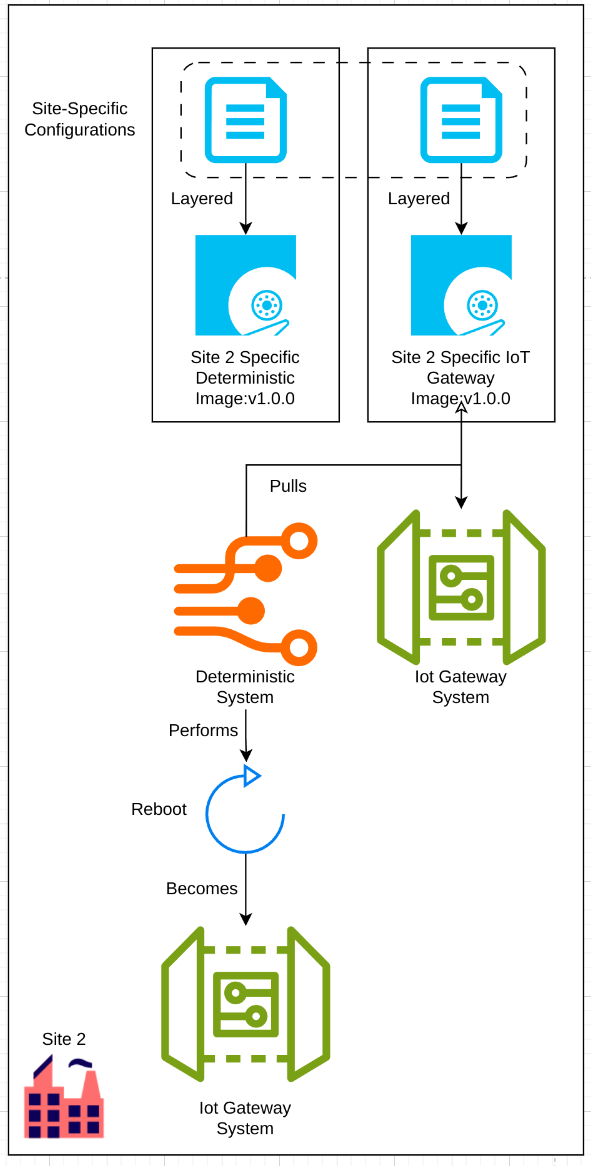 Site-Specific
Configurations
Layered
Layered
Site 2 Specific
Deterministic
Image:v1.0.0
Site 2 Specific IoT
Gateway
Image:v1.0.0
Pulls
Deterministic
System
Iot Gateway
System
Performs
Reboot
Becomes
Site 2
Iot Gateway
System